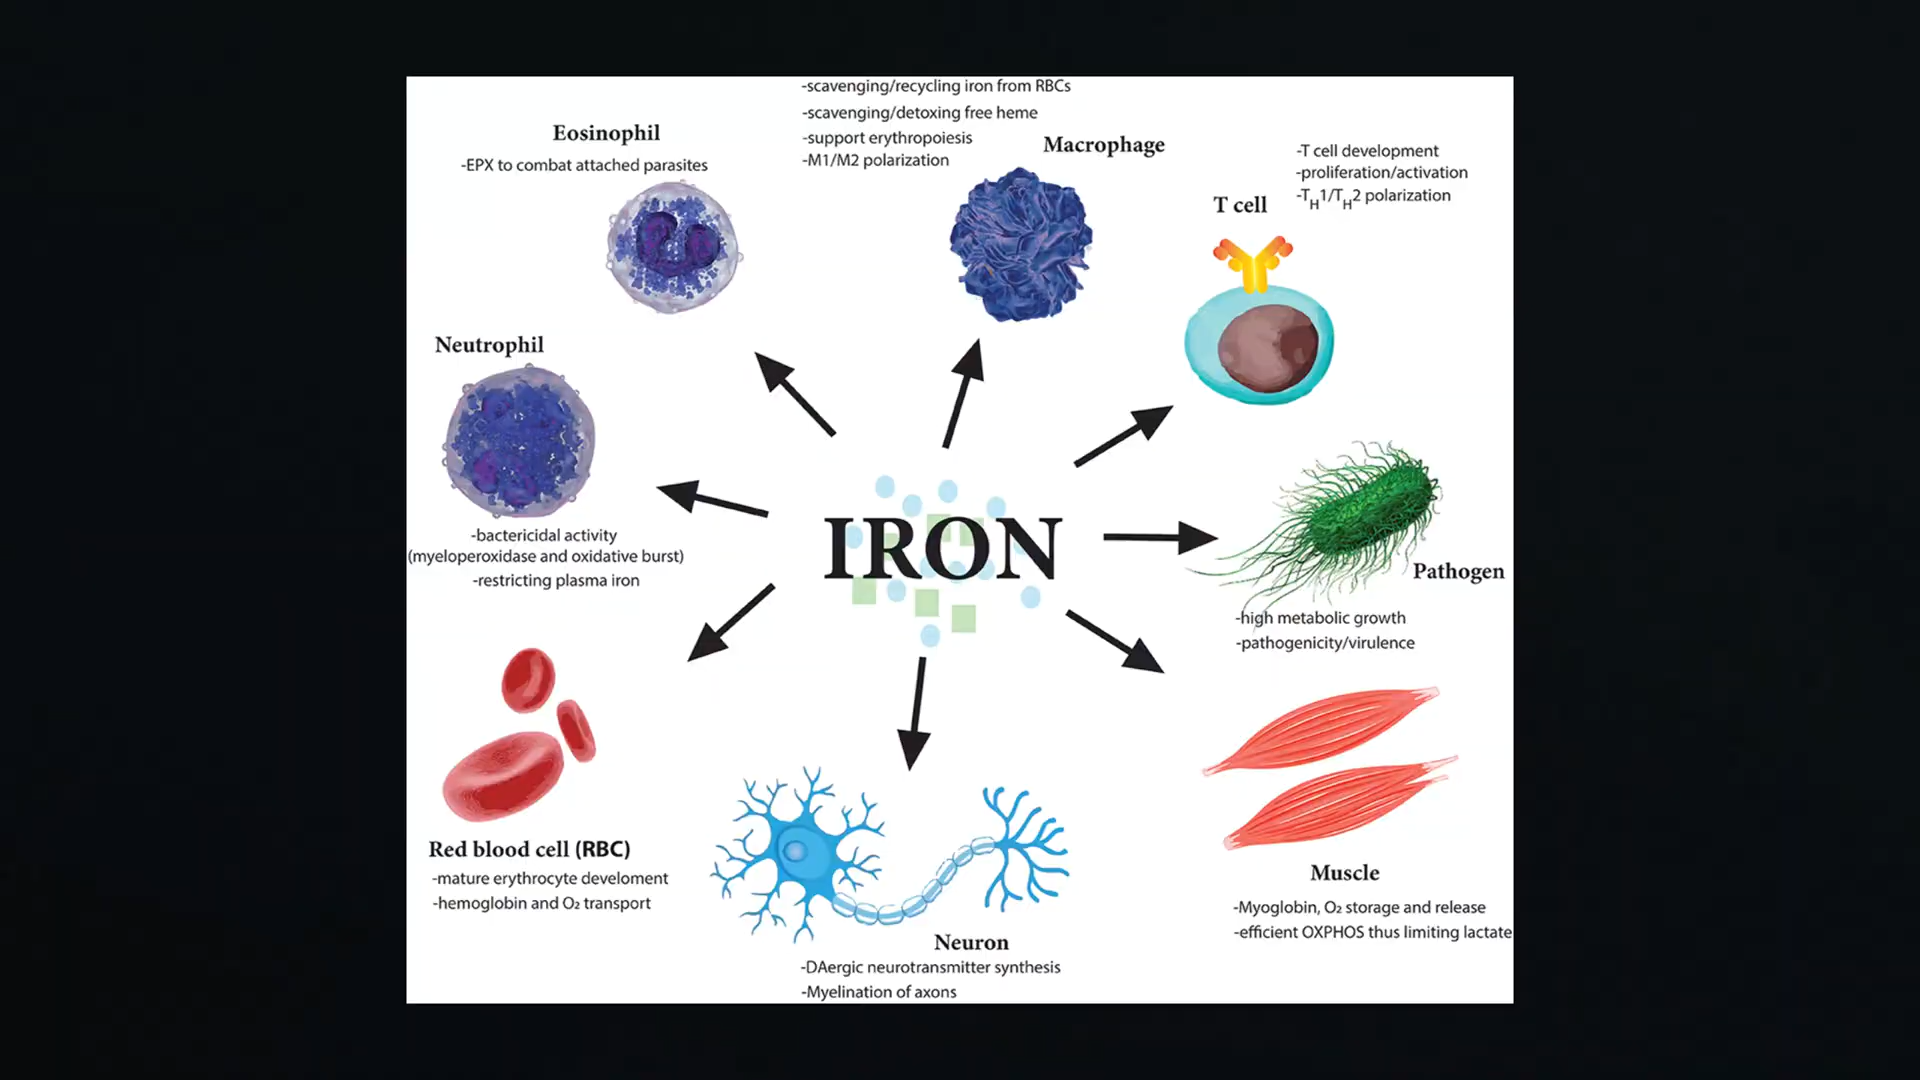 -scavenging/recycling iron from RBCs
-scavenging/detoxing free heme
-support erythropoiesis
-M1/M2 polarization
Macrophage
Eosinophil
-EPX to combat attached parasites
-T cell development
-proliferation/activation
-TH1/TH2 polarization
T cell
Neutrophil
-bactericidal activity
(myeloperoxidase and oxidative burst)
-restricting plasma iron
IRON
Pathogen
-high metabolic growth
-pathogenicity/virulence
Red blood cell (RBC)
-mature erythrocyte develoment
-hemoglobin and O₂ transport
Neuron
-DAergic neurotransmitter synthesis
-Myelination of axons
Muscle
-Myoglobin, O₂ storage and release
-efficient OXPHOS thus limiting lactate